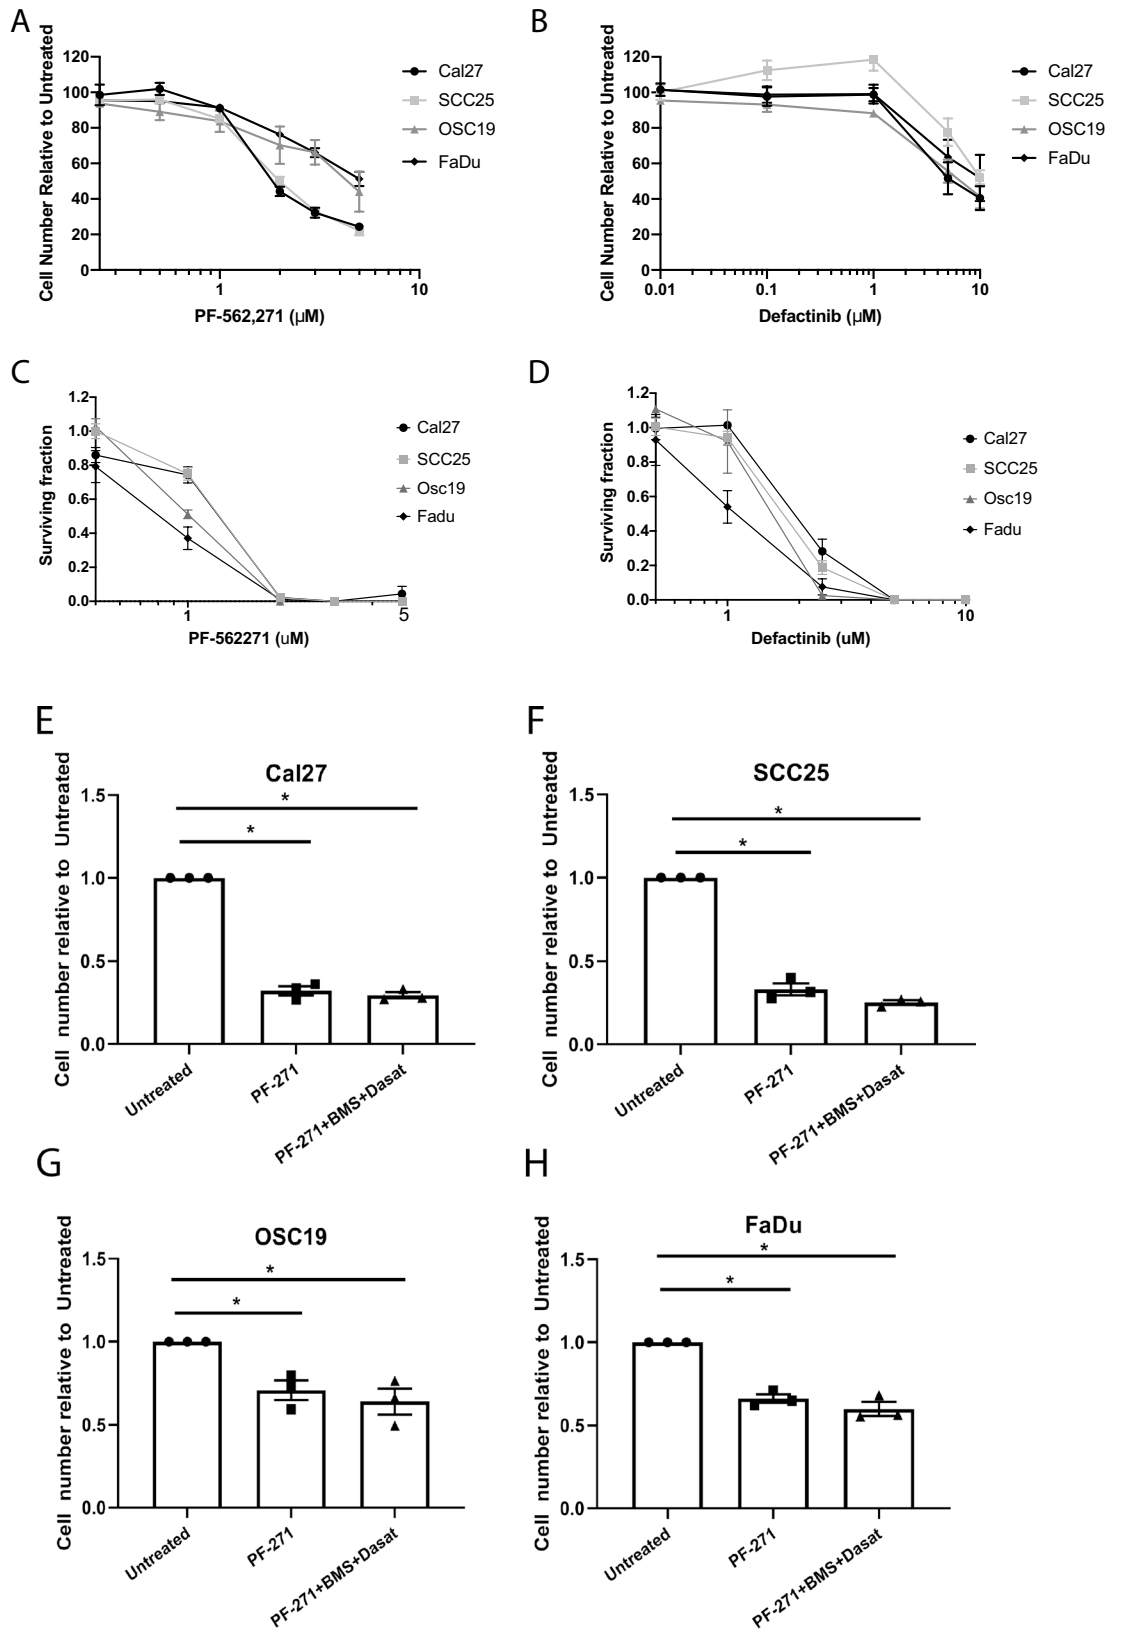 A
Cell Number Relative to Untreated
120
100
80
60
40
20
0
1
10
PF-562,271 (µM)
Cal27
SCC25
OSC19
FaDu
B
Cell Number Relative to Untreated
120
100
80
60
40
20
0
0.01
0.1
1
10
Defactinib (µM)
Cal27
SCC25
OSC19
FaDu
C
Surviving fraction
1.2
1.0
0.8
0.6
0.4
0.2
0.0
1
5
PF-562271 (uM)
Cal27
SCC25
Osc19
Fadu
D
Surviving fraction
1.2
1.0
0.8
0.6
0.4
0.2
0.0
1
10
Defactinib (uM)
Cal27
SCC25
Osc19
Fadu
E
Cal27
Cell number relative to Untreated
1.5
1.0
0.5
0.0
*
*
Untreated
PF-271
PF-271+BMS+Dasat
F
SCC25
Cell number relative to Untreated
1.5
1.0
0.5
0.0
*
*
Untreated
PF-271
PF-271+BMS+Dasat
G
OSC19
Cell number relative to Untreated
1.5
1.0
0.5
0.0
*
*
Untreated
PF-271
PF-271+BMS+Dasat
H
FaDu
Cell number relative to Untreated
1.5
1.0
0.5
0.0
*
*
Untreated
PF-271
PF-271+BMS+Dasat